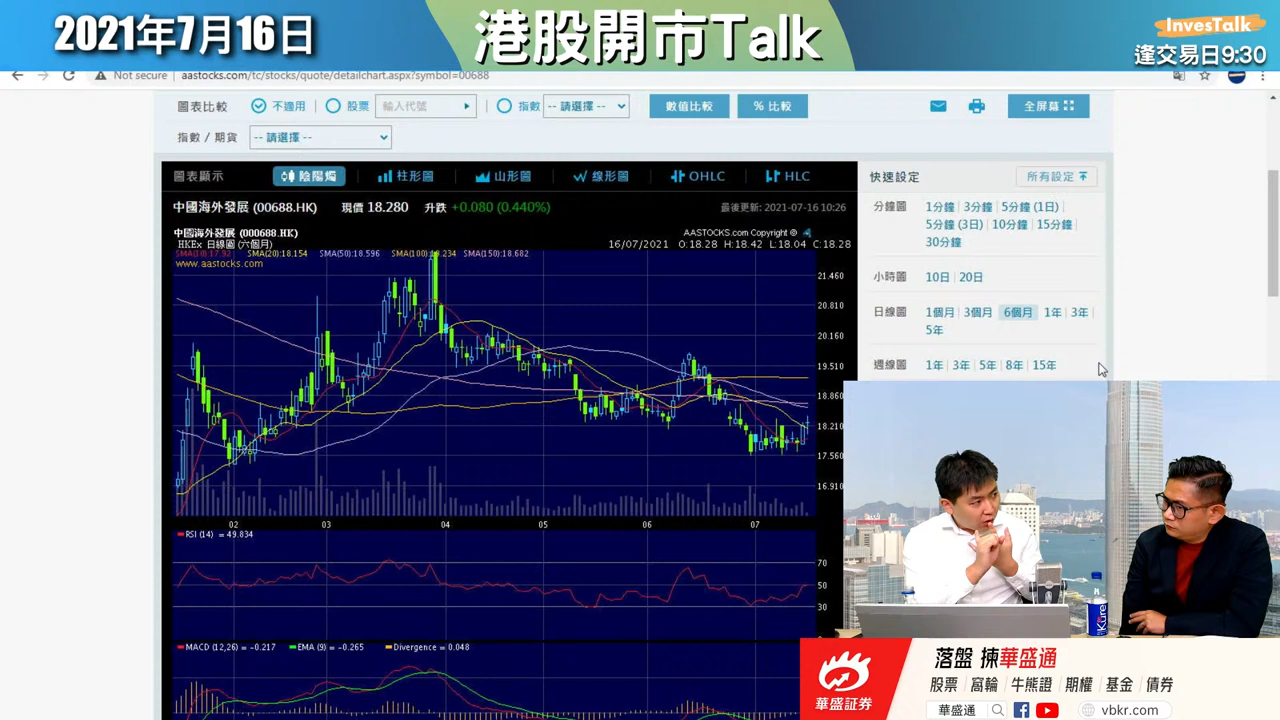 2021年7月16日
港股開市Talk
InvesTalk
逢交易日9:30
Not secure
aastocks.com/tc/stocks/quote/detailchart.aspx?symbol=00688
圖表比較 不適用 股票 輸入代號 指數 -- 請選擇 -- 數值比較 % 比較 全屏幕
指數 / 期貨 -- 請選擇 --
圖表顯示 陰陽燭 柱形圖 山形圖 線形圖 OHLC HLC
中國海外發展 (00688.HK) 現價 18.280 升跌 +0.080 (0.440%) 最後更新: 2021-07-16 10:26
中國海外發展 (00688.HK) AASTOCKS.com Copyright ©
HKEx 日線圖 (六個月) 16/07/2021 O:18.28 H:18.42 L:18.04 C:18.28
SMA(10):17.92 SMA(20):18.154 SMA(50):18.596 SMA(100):18.234 SMA(150):18.682
www.aastocks.com
21.460
20.810
20.160
19.510
18.860
18.210
17.560
16.910
02 03 04 05 06 07
RSI (14) = 49.834
70
50
30
MACD (12,26) = -0.217 EMA (9) = -0.265 Divergence = 0.048
快速設定 所有設定
分鐘圖 1分鐘 3分鐘 5分鐘 (1日)
5分鐘 (3日) 10分鐘 15分鐘
30分鐘
小時圖 10日 20日
日線圖 1個月 3個月 6個月 1年 3年
5年
週線圖 1年 3年 5年 8年 15年
華盛証券
落盤 揀華盛通
股票 窩輪 牛熊證 期權 基金 債券
華盛通
vbkr.com